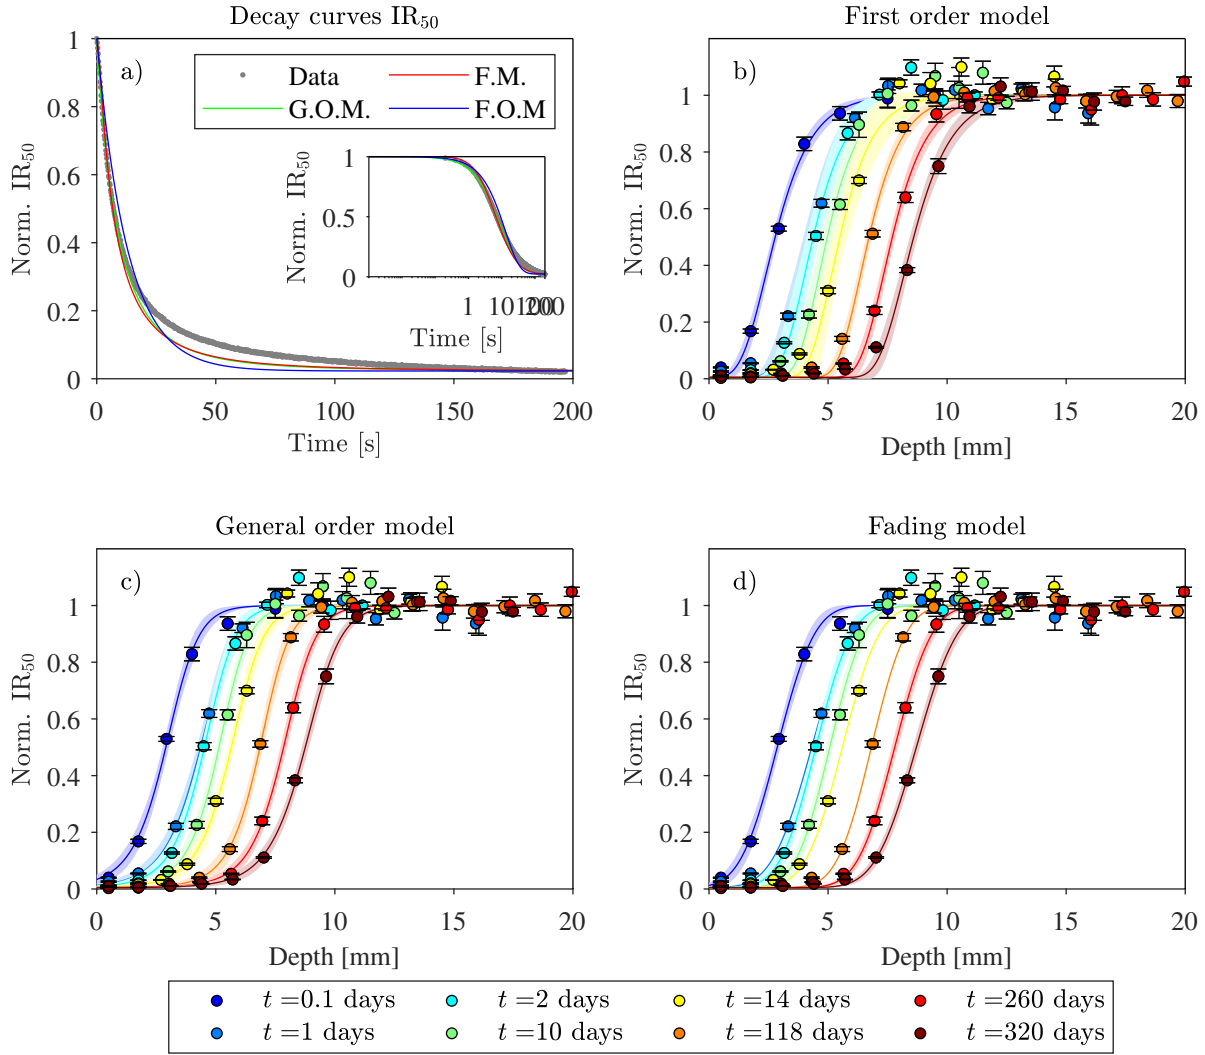 Decay curves IR50
a)
Data
F.M.
G.O.M.
F.O.M
Norm. IR50
1
0.8
0.6
0.4
0.2
0
0
50
100
150
200
Time [s]
Norm. IR50
1
0.5
0
1
10
100
200
Time [s]
First order model
b)
Norm. IR50
1
0.8
0.6
0.4
0.2
0
0
5
10
15
20
Depth [mm]
General order model
c)
Norm. IR50
1
0.8
0.6
0.4
0.2
0
0
5
10
15
20
Depth [mm]
Fading model
d)
Norm. IR50
1
0.8
0.6
0.4
0.2
0
0
5
10
15
20
Depth [mm]
t =0.1 days
t =2 days
t =14 days
t =260 days
t =1 days
t =10 days
t =118 days
t =320 days